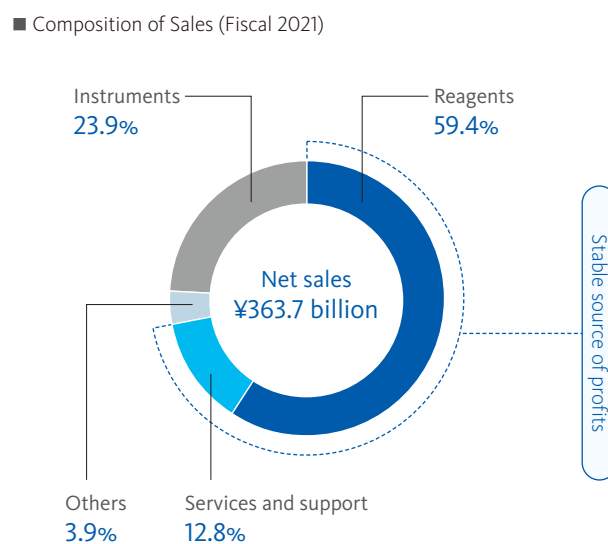 ■ Composition of Sales (Fiscal 2021)
Instruments
23.9%
Reagents
59.4%
Net sales
¥363.7 billion
Stable source of profits
Others
3.9%
Services and support
12.8%